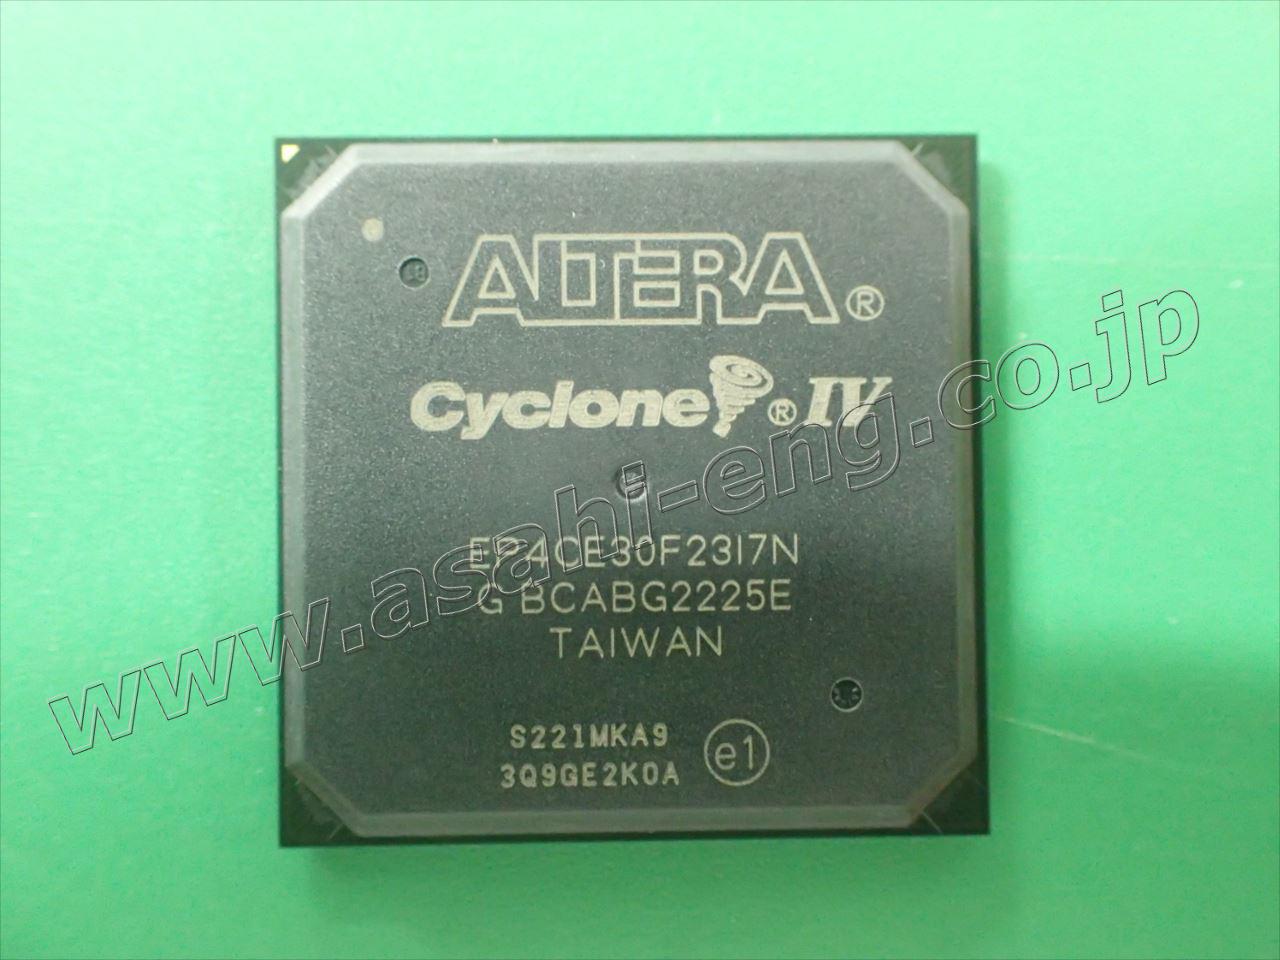 ALTERA®
Cyclone® IV
EP4CE30F23I7N
G BCABG2225E
TAIWAN
S221MKA9
3Q9GE2K0A
e1
www.asahi-eng.co.jp